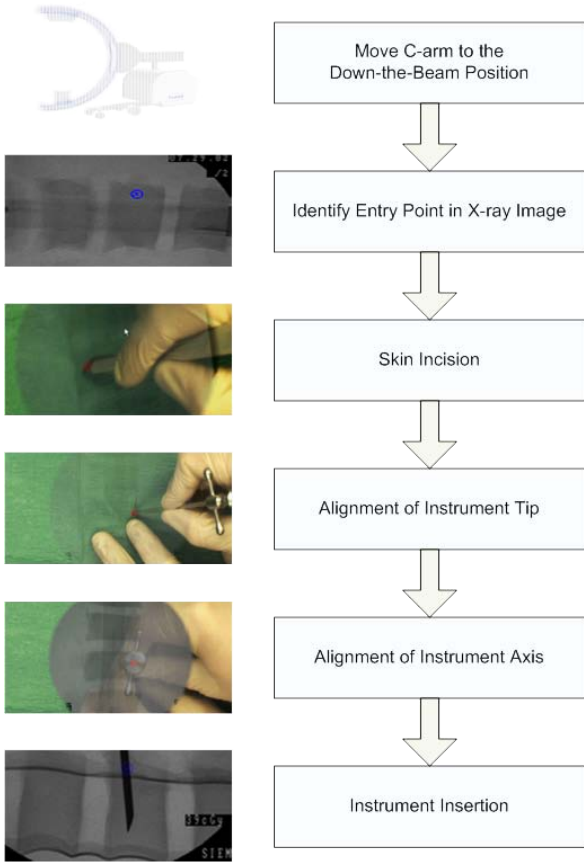 Move C-arm to the
Down-the-Beam Position
Identify Entry Point in X-ray Image
Skin Incision
Alignment of Instrument Tip
Alignment of Instrument Axis
Instrument Insertion
SIEM